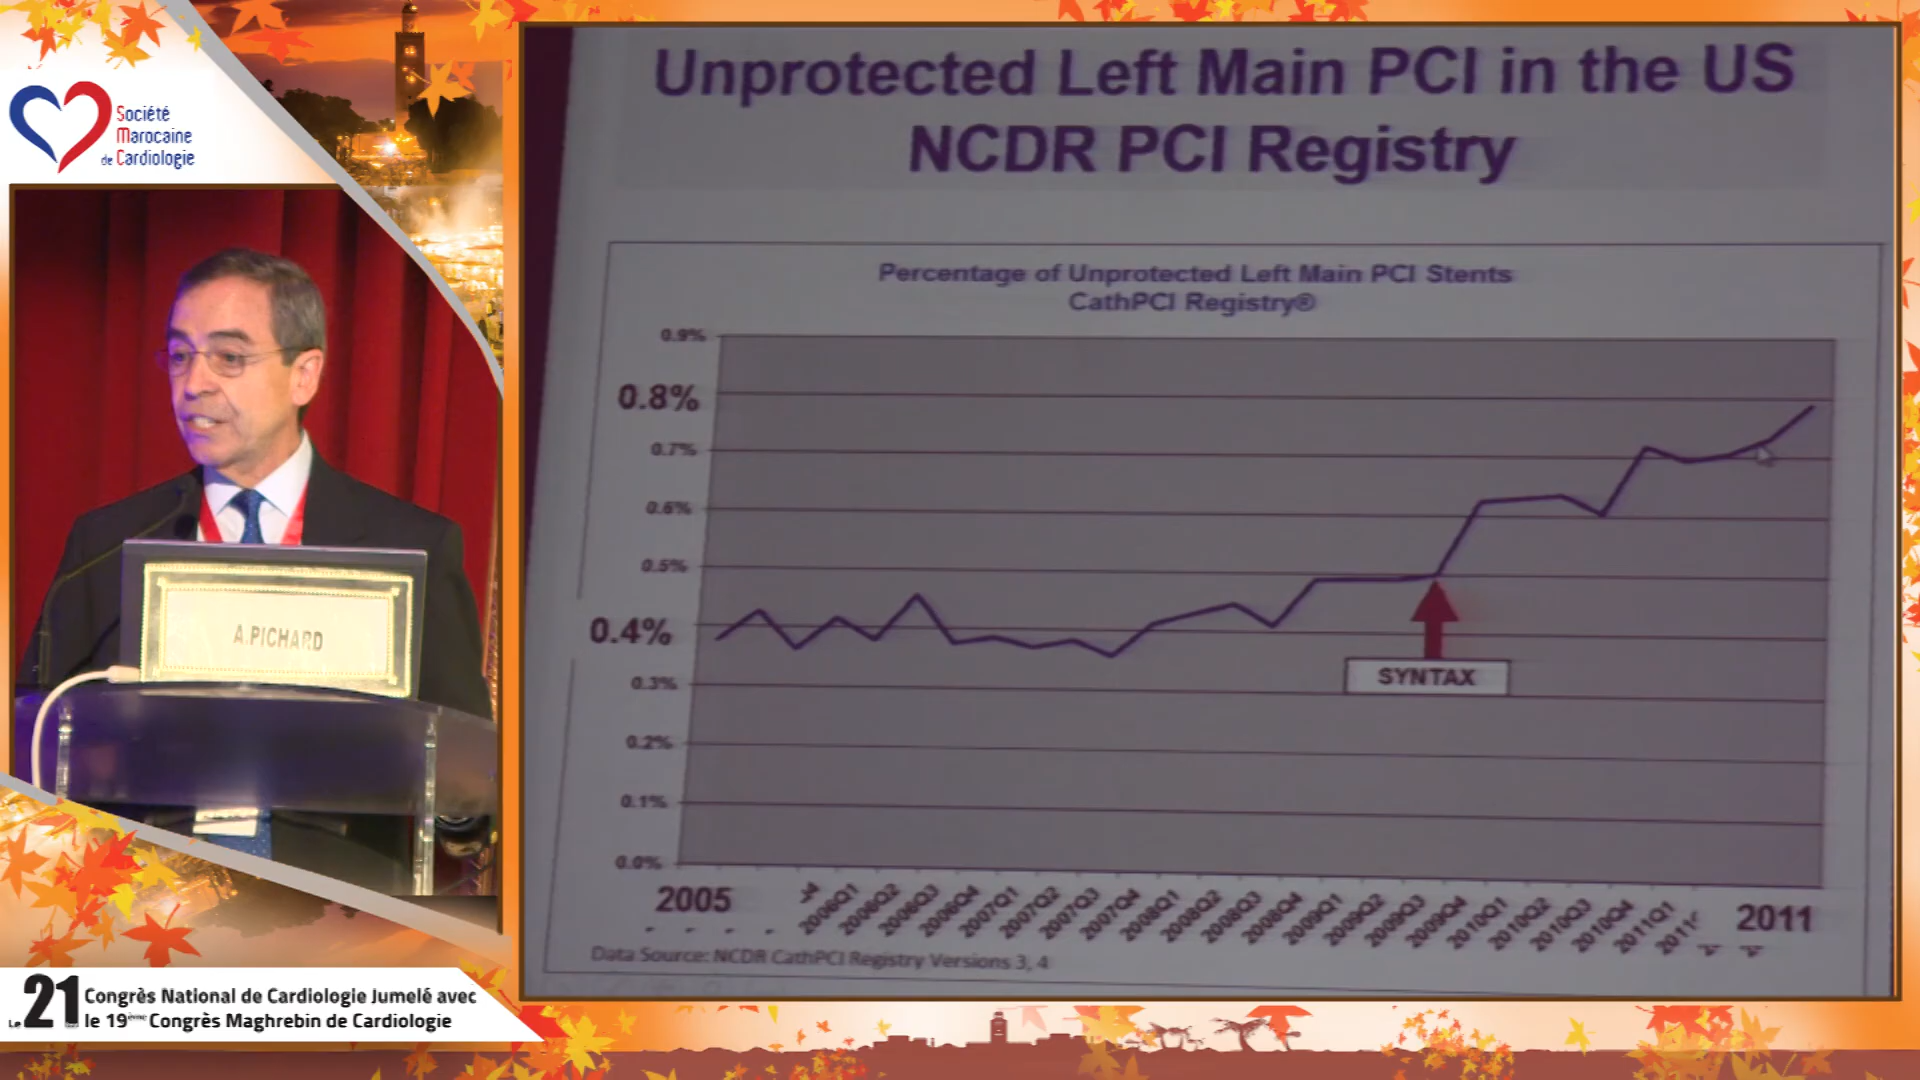 Société
Marocaine
de Cardiologie
A.PICHARD
Le 21 Congrès National de Cardiologie Jumelé avec
le 19ème Congrès Maghrebin de Cardiologie
Unprotected Left Main PCI in the US
NCDR PCI Registry
Percentage of Unprotected Left Main PCI Stents
CathPCI Registry®
0.9%
0.8%
0.7%
0.6%
0.5%
0.4%
0.3%
0.2%
0.1%
0.0%
SYNTAX
2005
2006Q1
2006Q2
2006Q3
2006Q4
2007Q1
2007Q2
2007Q3
2007Q4
2008Q1
2008Q2
2008Q3
2008Q4
2009Q1
2009Q2
2009Q3
2009Q4
2010Q1
2010Q2
2010Q3
2010Q4
2011Q1
2011
Data Source: NCDR CathPCI Registry Versions 3, 4